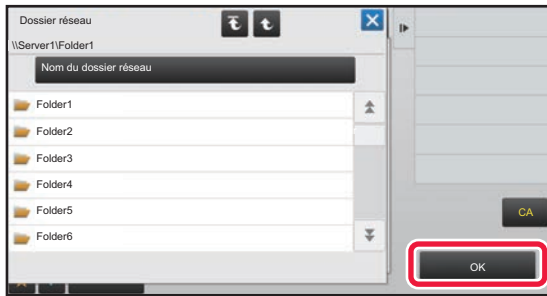 Dossier réseau
\\Server1\Folder1
Nom du dossier réseau
Folder1
Folder2
Folder3
Folder4
Folder5
Folder6
CA
OK